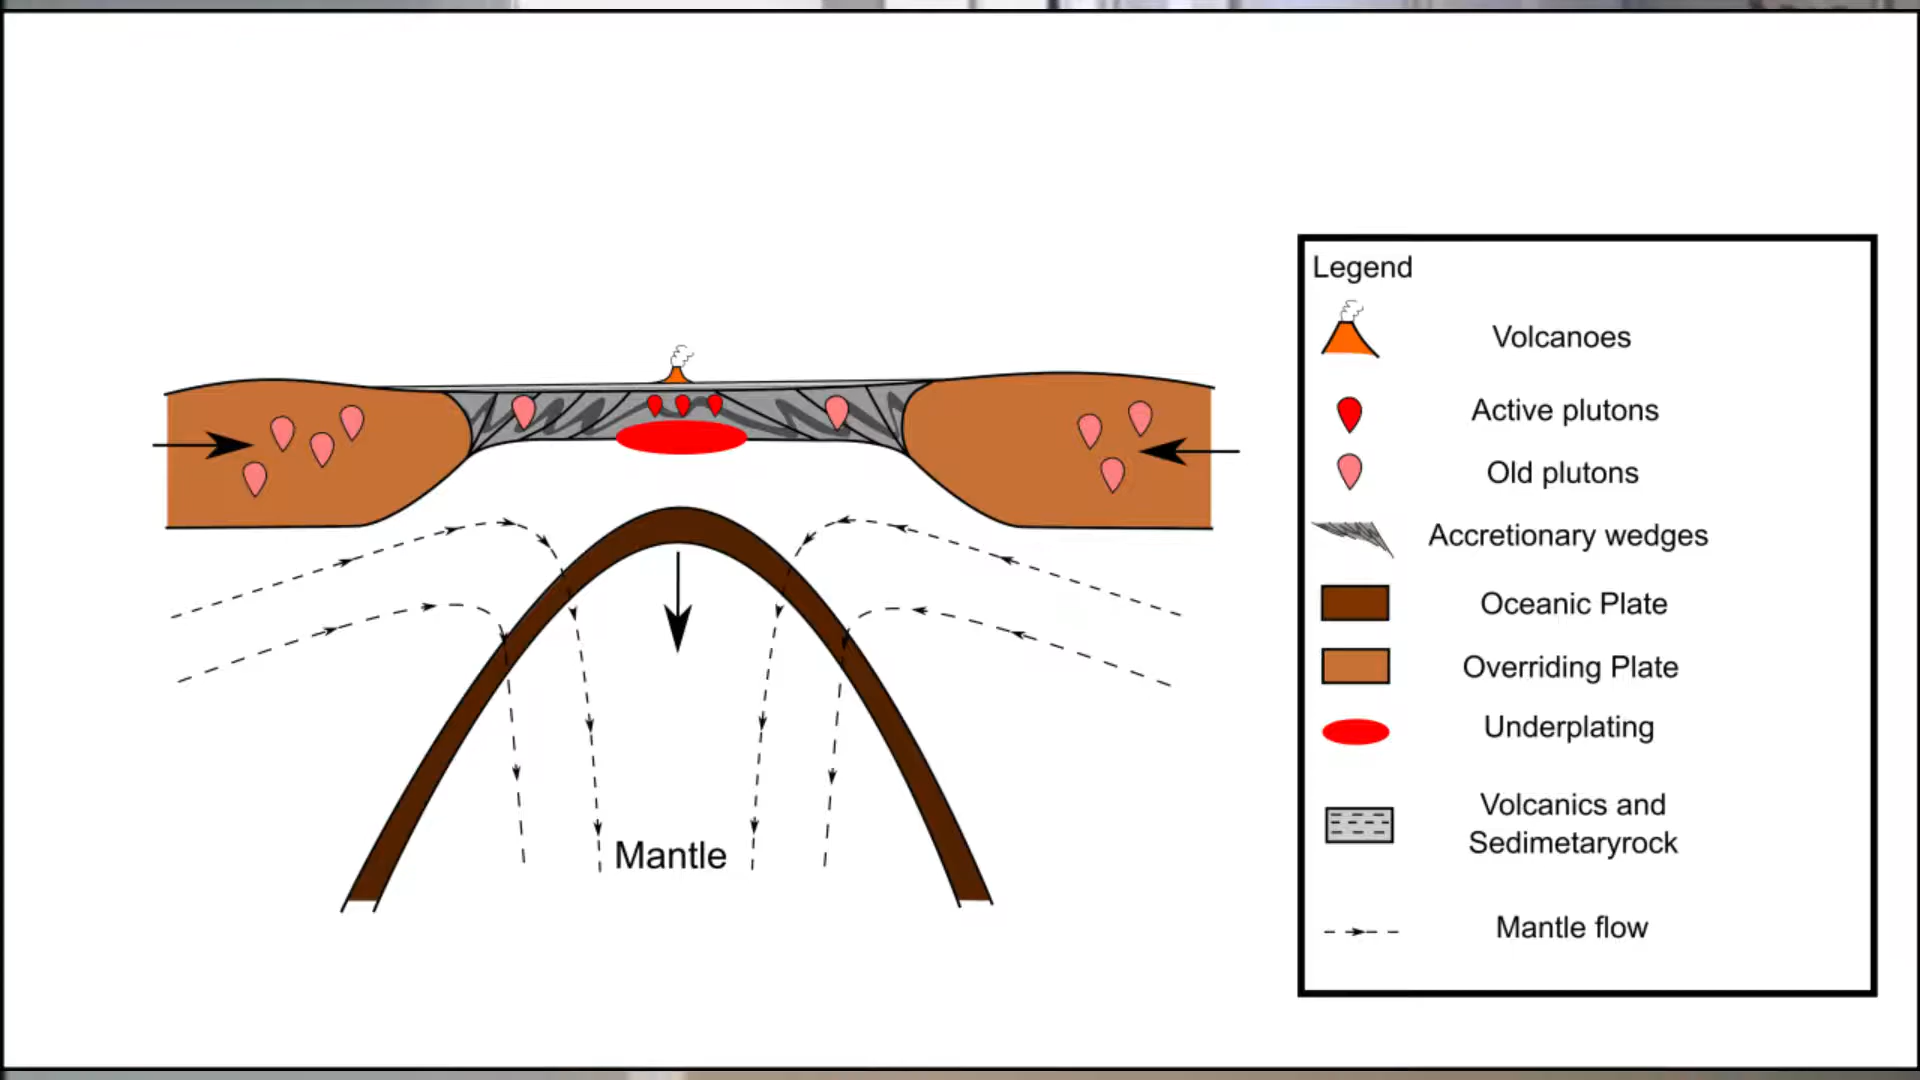 Legend
Volcanoes
Active plutons
Old plutons
Accretionary wedges
Oceanic Plate
Overriding Plate
Underplating
Volcanics and
Sedimetaryrock
Mantle flow
Mantle